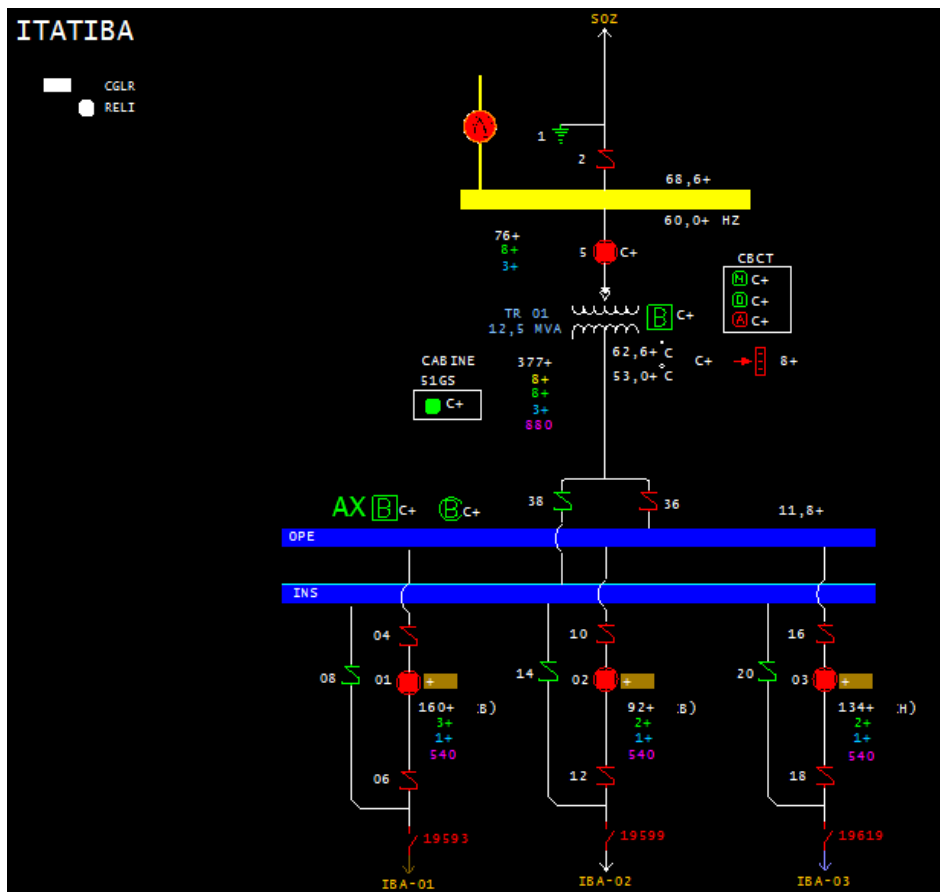 SOZ
ITATIBA
CGLR
RELI
1
2
68,6+
60,0+ HZ
76+
8+
3+
5 C+
CBCT
M C+
D C+
A C+
TR 01
12,5 MVA
B C+
62,6+°C
53,0+°C
C+ 8+
CABINE
51GS
C+
377+
8+
8+
3+
880
38
36
AX B C+ B C+
11,8+
OPE
INS
04
10
16
08
14
20
01 +
02 +
03 +
160+ :B)
3+
1+
540
92+ :B)
2+
1+
540
134+ :H)
2+
1+
540
06
12
18
19593
19599
19619
IBA-01
IBA-02
IBA-03